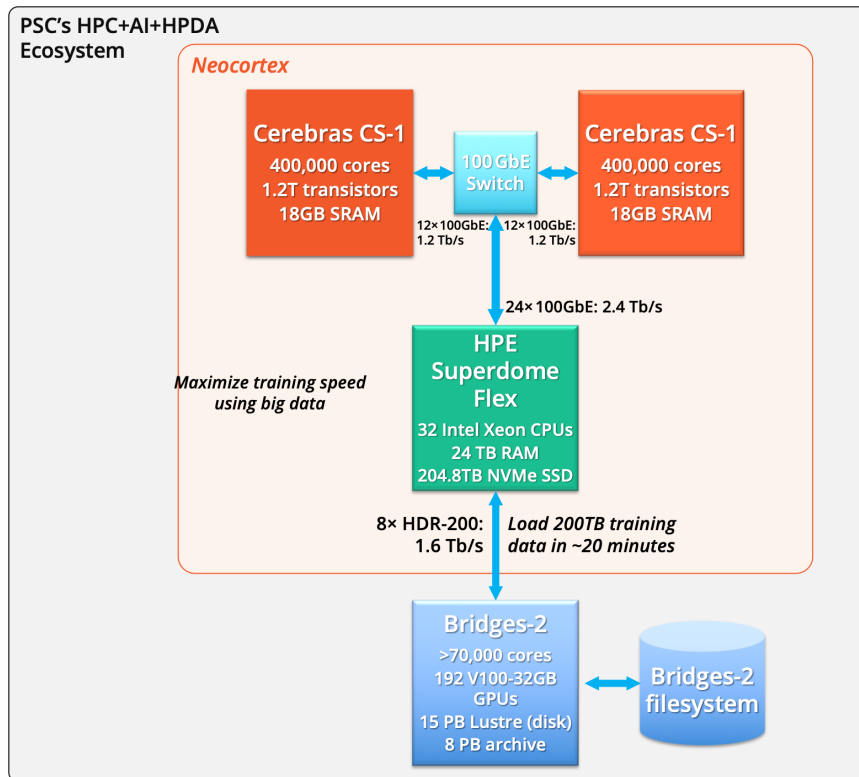 PSC's HPC+AI+HPDA
Ecosystem
Neocortex
Cerebras CS-1
400,000 cores
1.2T transistors
18GB SRAM
100 GbE
Switch
Cerebras CS-1
400,000 cores
1.2T transistors
18GB SRAM
12× 100GbE:
1.2 Tb/s
12× 100GbE:
1.2 Tb/s
24× 100GbE: 2.4 Tb/s
HPE
Superdome
Flex
32 Intel Xeon CPUs
24 TB RAM
204.8TB NVMe SSD
Maximize training speed
using big data
8× HDR-200:
1.6 Tb/s
Load 200TB training
data in ~20 minutes
Bridges-2
>70,000 cores
192 V100-32GB
GPUs
15 PB Lustre (disk)
8 PB archive
Bridges-2
filesystem